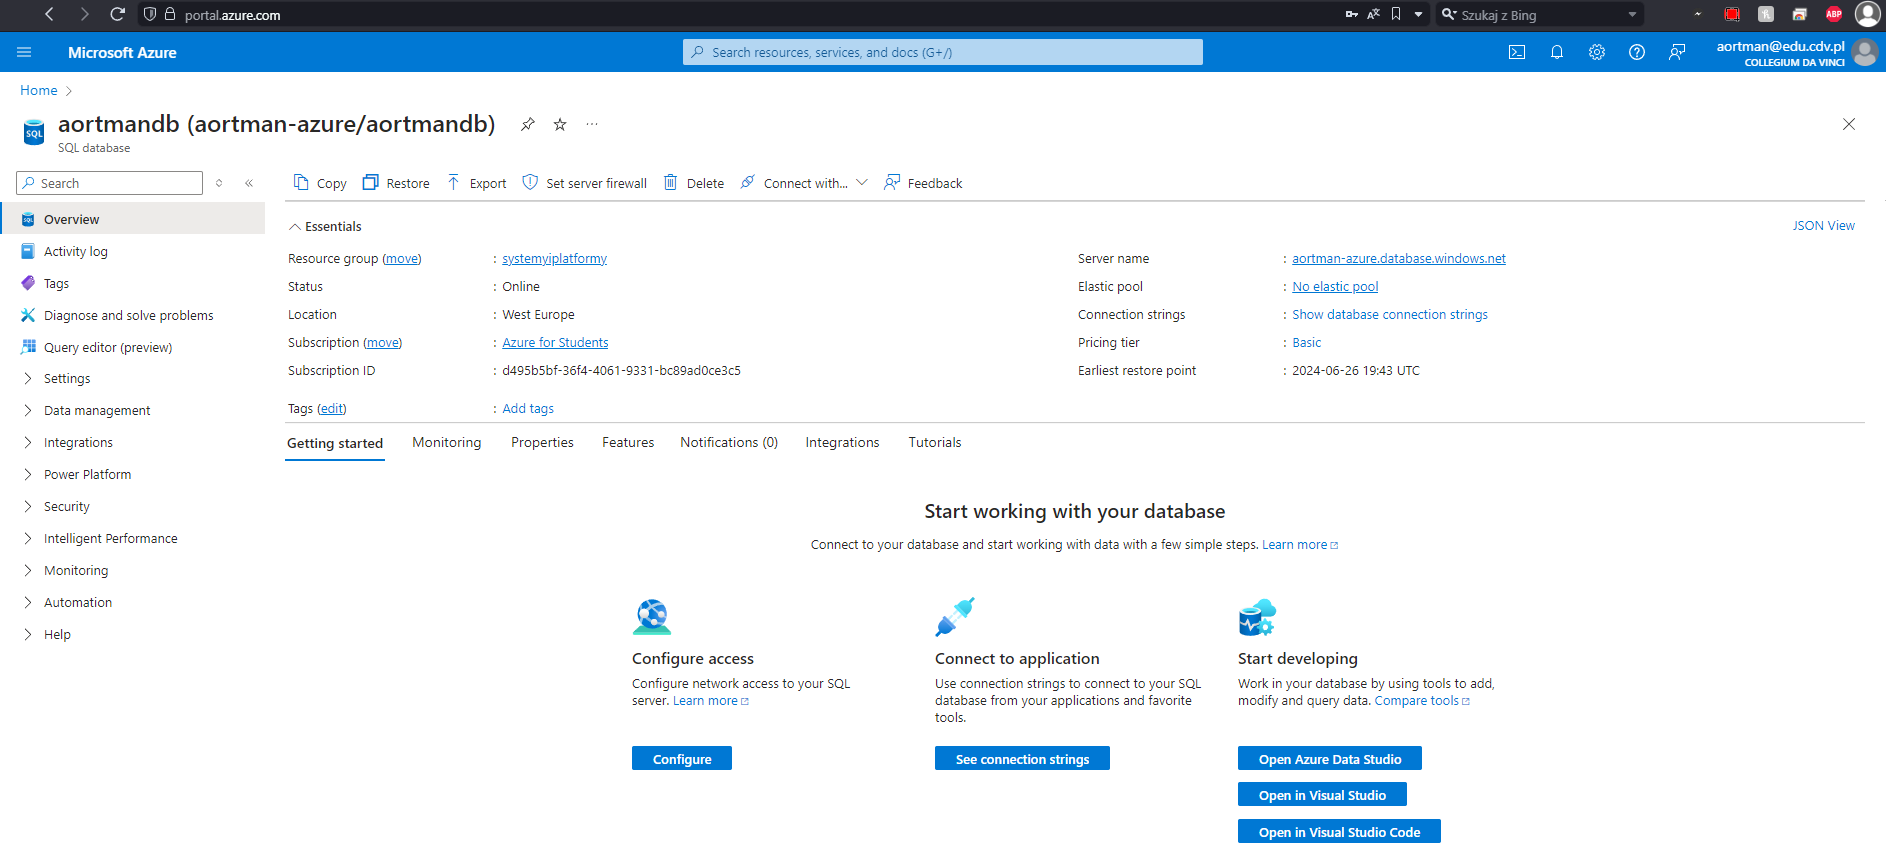 portal.azure.com
Szukaj z Bing
ABP
Microsoft Azure
Search resources, services, and docs (G+/)
aortman@edu.cdv.pl
COLLEGIUM DA VINCI
Home
aortmandb (aortman-azure/aortmandb)
SQL
SQL database
Search
Copy
Restore
Export
Set server firewall
Delete
Connect with...
Feedback
Overview
Activity log
Tags
Diagnose and solve problems
Query editor (preview)
Settings
Data management
Integrations
Power Platform
Security
Intelligent Performance
Monitoring
Automation
Help
Essentials
JSON View
Resource group (move) : systemyiplatformy
Status : Online
Location : West Europe
Subscription (move) : Azure for Students
Subscription ID : d495b5bf-36f4-4061-9331-bc89ad0ce3c5
Server name : aortman-azure.database.windows.net
Elastic pool : No elastic pool
Connection strings : Show database connection strings
Pricing tier : Basic
Earliest restore point : 2024-06-26 19:43 UTC
Tags (edit) : Add tags
Getting started
Monitoring
Properties
Features
Notifications (0)
Integrations
Tutorials
Start working with your database
Connect to your database and start working with data with a few simple steps. Learn more
Configure access
Configure network access to your SQL
server. Learn more
Configure
Connect to application
Use connection strings to connect to your SQL
database from your applications and favorite
tools.
See connection strings
Start developing
Work in your database by using tools to add,
modify and query data. Compare tools
Open Azure Data Studio
Open in Visual Studio
Open in Visual Studio Code